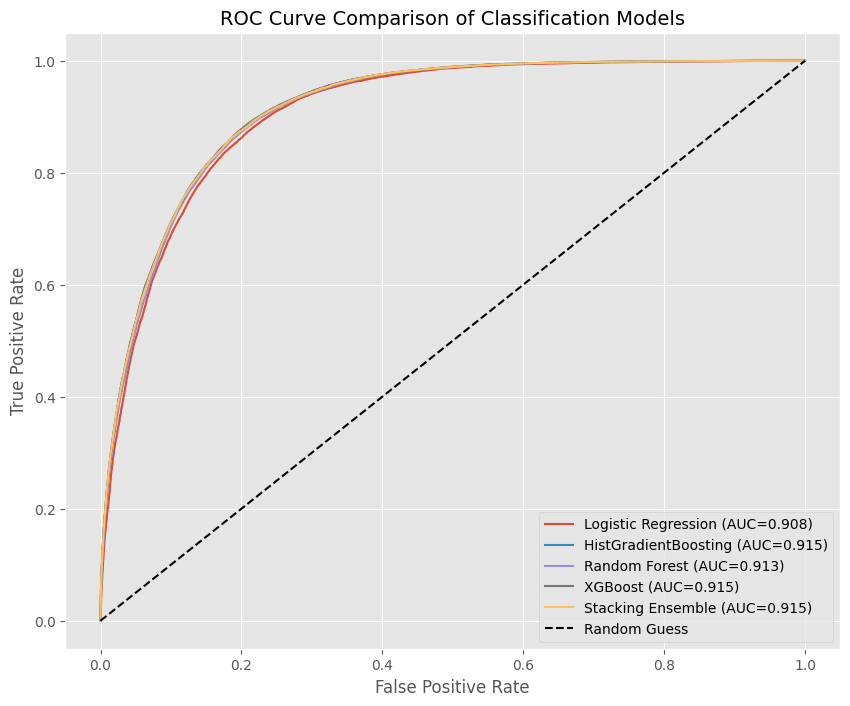 ROC Curve Comparison of Classification Models
True Positive Rate
1.0
0.8
0.6
0.4
0.2
0.0
Logistic Regression (AUC=0.908)
HistGradientBoosting (AUC=0.915)
Random Forest (AUC=0.913)
XGBoost (AUC=0.915)
Stacking Ensemble (AUC=0.915)
Random Guess
0.0 0.2 0.4 0.6 0.8 1.0
False Positive Rate